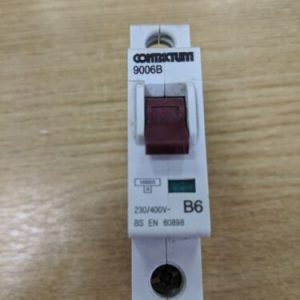 CONTACTUM
9006B
230/400V~
B6
BS EN 60898